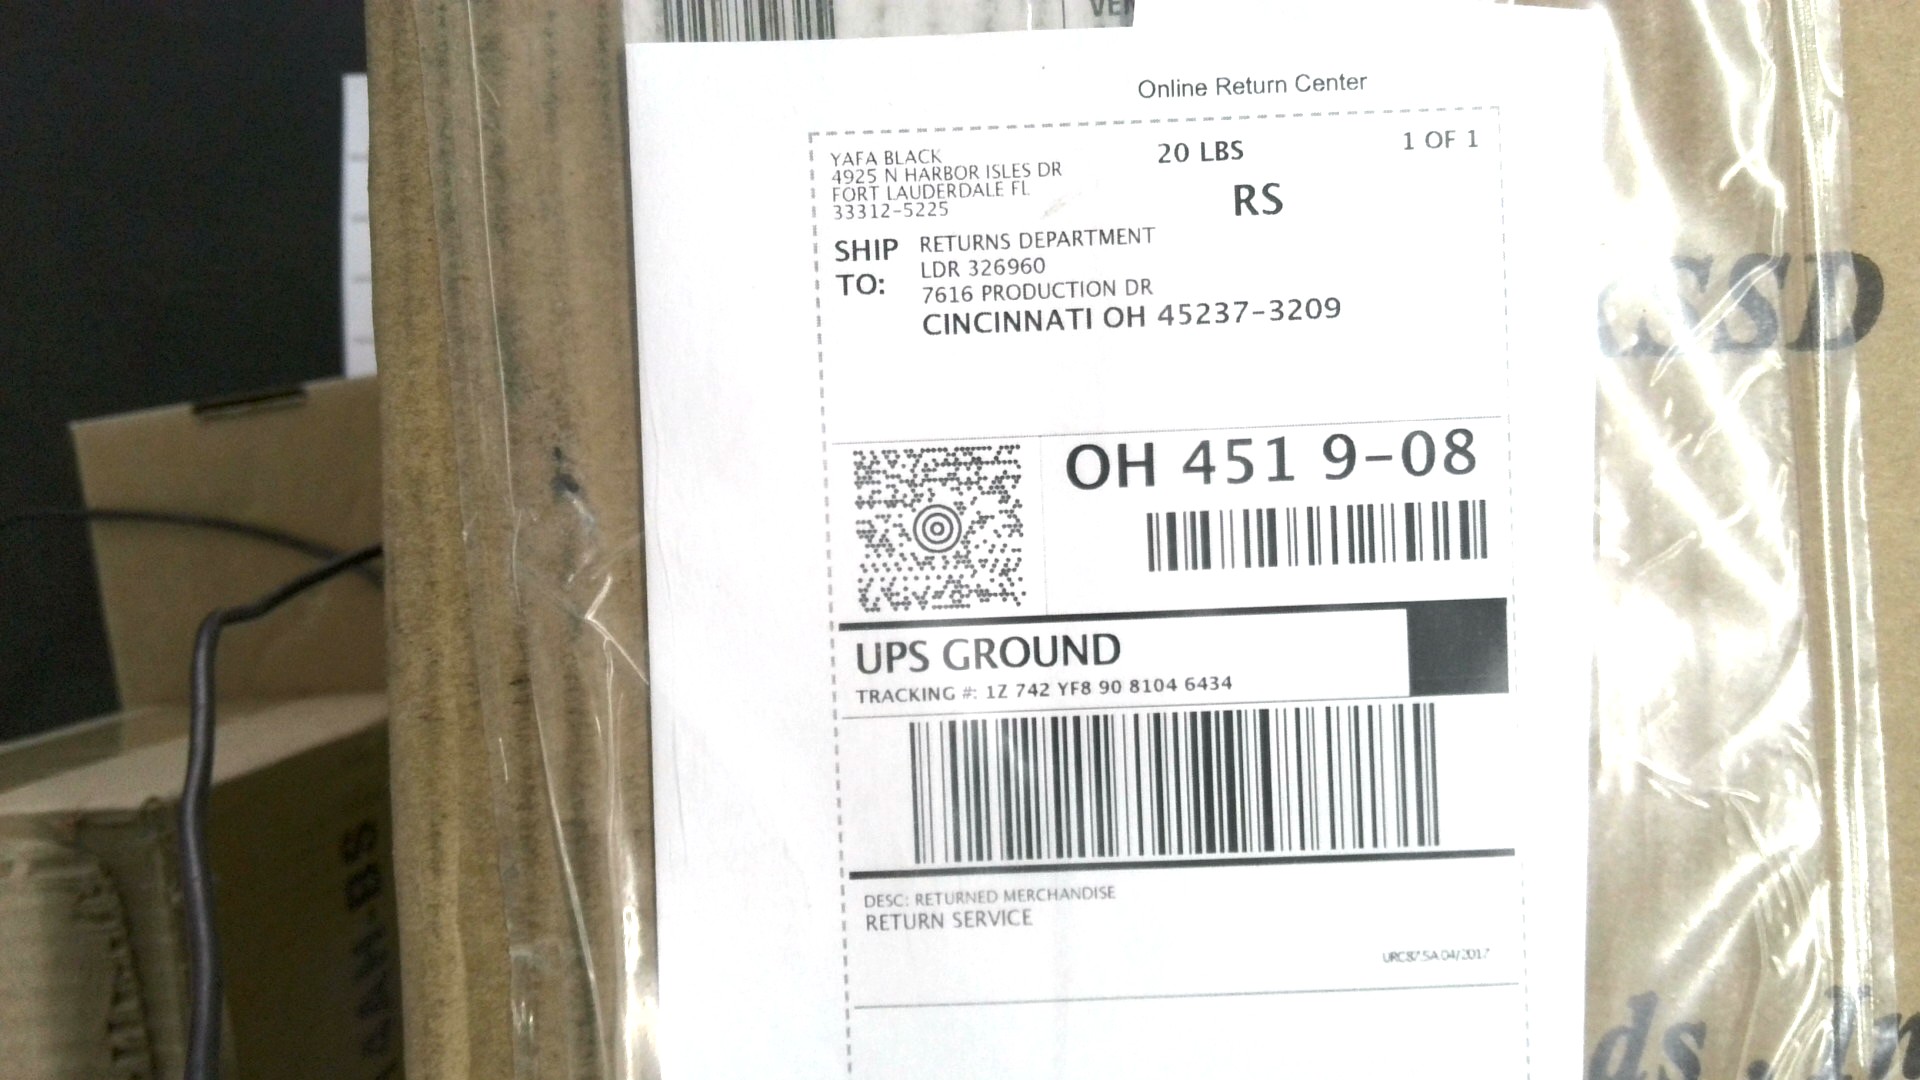 Online Return Center
YAFA BLACK
4925 N HARBOR ISLES DR
FORT LAUDERDALE FL
33312-5225
20 LBS
1 OF 1
RS
SHIP TO:
RETURNS DEPARTMENT
LDR 326960
7616 PRODUCTION DR
CINCINNATI OH 45237-3209
OH 451 9-08
UPS GROUND
TRACKING #: 1Z 742 YF8 90 8104 6434
DESC: RETURNED MERCHANDISE
RETURN SERVICE